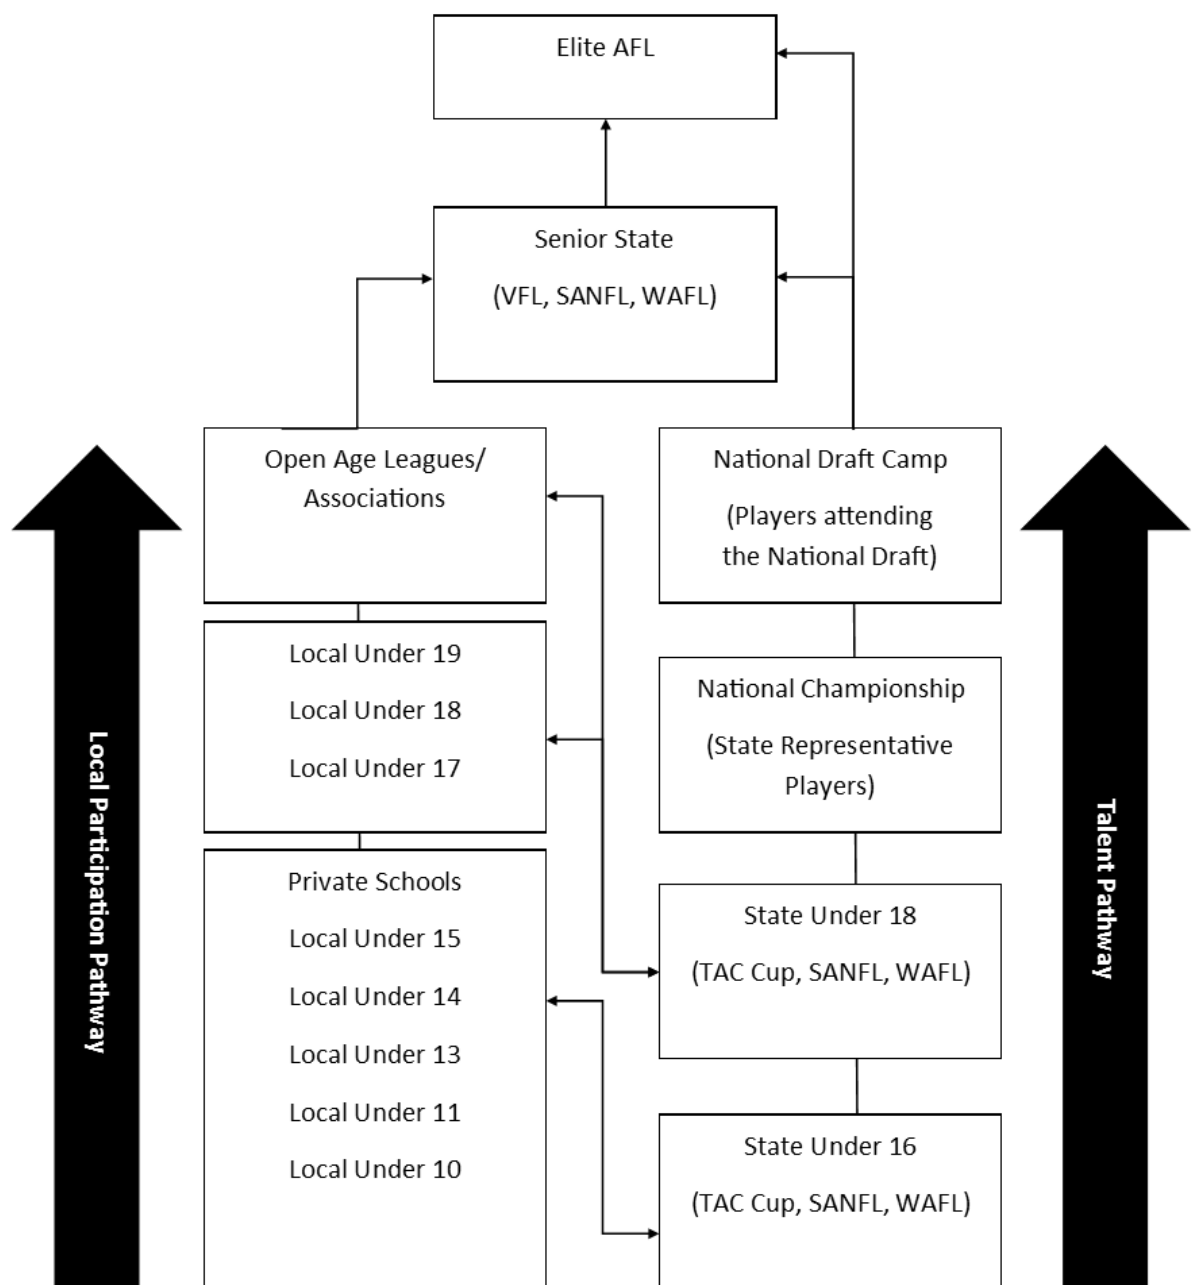 Elite AFL
Senior State
(VFL, SANFL, WAFL)
Open Age Leagues/
Associations
Local Under 19
Local Under 18
Local Under 17
Private Schools
Local Under 15
Local Under 14
Local Under 13
Local Under 11
Local Under 10
National Draft Camp
(Players attending
the National Draft)
National Championship
(State Representative
Players)
State Under 18
(TAC Cup, SANFL, WAFL)
State Under 16
(TAC Cup, SANFL, WAFL)
Local Participation Pathway
Talent Pathway